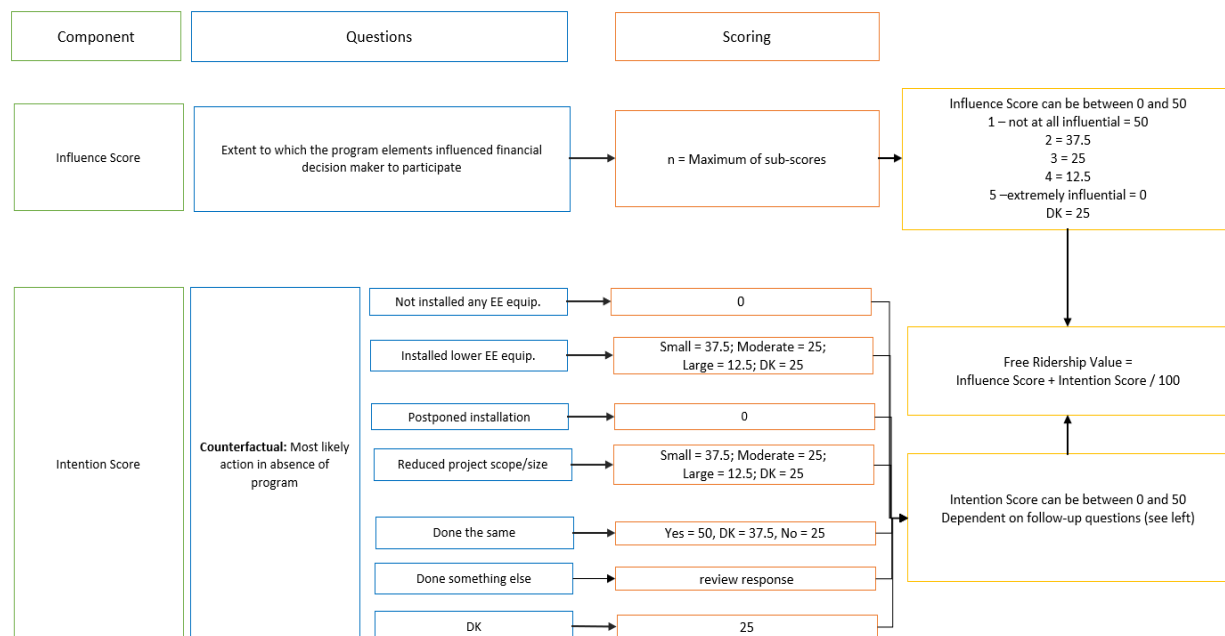 Component
Questions
Scoring
Influence Score
Extent to which the program elements influenced financial
decision maker to participate
n = Maximum of sub-scores
Influence Score can be between 0 and 50
1 – not at all influential = 50
2 = 37.5
3 = 25
4 = 12.5
5 –extremely influential = 0
DK = 25
Intention Score
Counterfactual: Most likely
action in absence of
program
Not installed any EE equip.
0
Installed lower EE equip.
Small = 37.5; Moderate = 25;
Large = 12.5; DK = 25
Postponed installation
0
Reduced project scope/size
Small = 37.5; Moderate = 25;
Large = 12.5; DK = 25
Done the same
Yes = 50, DK = 37.5, No = 25
Done something else
review response
DK
25
Free Ridership Value =
Influence Score + Intention Score / 100
Intention Score can be between 0 and 50
Dependent on follow-up questions (see left)